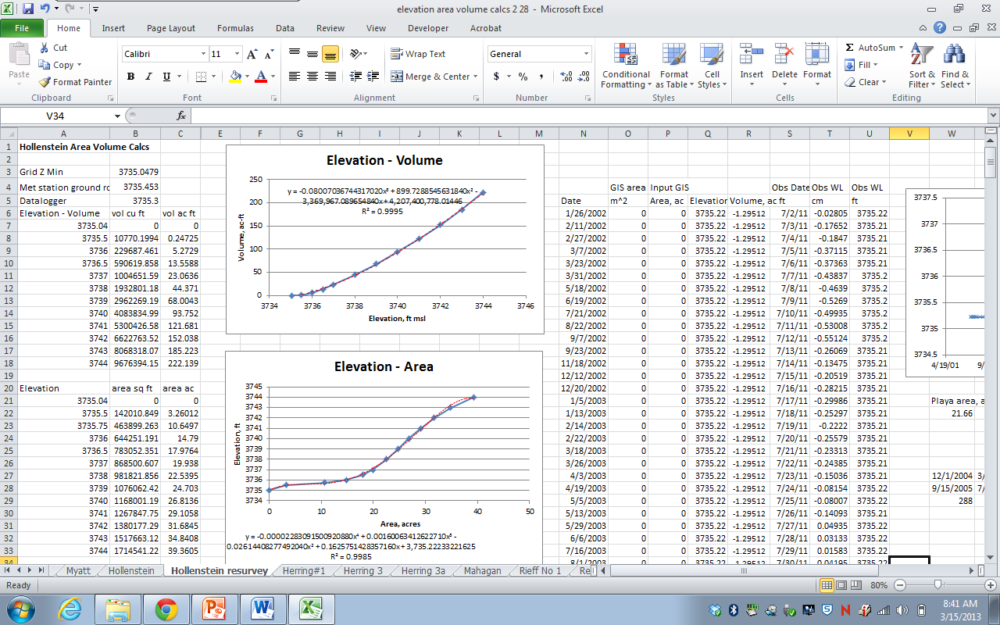 elevation area volume calcs 2 28 - Microsoft Excel
File Home Insert Page Layout Formulas Data Review View Developer Acrobat
Paste Cut Copy Format Painter Clipboard
Calibri 11 B I U Font
Wrap Text Merge & Center Alignment
General $ % , Number
Conditional Formatting Format as Table Cell Styles Styles
Insert Delete Format Cells
AutoSum Fill Clear Sort & Filter Find & Select Editing
V34 fx
A B C E F G H I J K L M N O P Q R S T U V W
1 Hollenstein Area Volume Calcs
2
3 Grid Z Min 3735.0479
4 Met station ground 3735.453
5 Datalogger 3735.3
6 Elevation - Volume vol cu ft vol ac ft
7 3735.04 0 0
8 3735.5 10770.1994 0.24725
9 3736 229687.461 5.2729
10 3736.5 590619.858 13.5588
11 3737 1004651.59 23.0636
12 3738 1932801.18 44.371
13 3739 2962269.19 68.0043
14 3740 4083834.99 93.752
15 3741 5300426.58 121.681
16 3742 6622763.52 152.038
17 3743 8068318.07 185.223
18 3744 9676394.15 222.139
19
20 Elevation area sq ft area ac
21 3735.04 0 0
22 3735.5 142010.849 3.26012
23 3735.75 463899.263 10.6497
24 3736 644251.191 14.79
25 3736.5 783052.351 17.9764
26 3737 868500.607 19.938
27 3738 981821.856 22.5395
28 3739 1076062.42 24.703
29 3740 1168001.19 26.8136
30 3741 1267847.75 29.1058
31 3742 1380177.29 31.6845
32 3743 1517663.12 34.8408
33 3744 1714541.22 39.3605
34
Elevation - Volume
y = -0.08007036744317020x³ + 899.7288545631840x² -
3,369,967.089654840x + 4,207,400,778.01446
R² = 0.9995
Volume, ac-ft
250
200
150
100
50
0
3734 3736 3738 3740 3742 3744 3746
Elevation, ft msl
Elevation - Area
Elevation, ft
3745
3744
3743
3742
3741
3740
3739
3738
3737
3736
3735
3734
0 10 20 30 40 50
Area, acres
y = -0.00002283091500920880x⁴ + 0.00160063412622710x³ -
0.02614408277492040x² + 0.1625751428357160x + 3,735.22233221625
R² = 0.9985
GIS area Input GIS Obs Date Obs WL Obs WL
Date m^2 Area, ac Elevation Volume, ac ft cm ft
1/26/2002 0 0 3735.22 -1.29512 7/2/11 -0.02805 3735.22
2/11/2002 0 0 3735.22 -1.29512 7/3/11 -0.17652 3735.21
2/27/2002 0 0 3735.22 -1.29512 7/4/11 -0.1847 3735.21
3/7/2002 0 0 3735.22 -1.29512 7/5/11 -0.37115 3735.21
3/23/2002 0 0 3735.22 -1.29512 7/6/11 -0.37363 3735.21
3/31/2002 0 0 3735.22 -1.29512 7/7/11 -0.43837 3735.2
5/18/2002 0 0 3735.22 -1.29512 7/8/11 -0.4639 3735.2
6/19/2002 0 0 3735.22 -1.29512 7/9/11 -0.5269 3735.2
7/21/2002 0 0 3735.22 -1.29512 7/10/11 -0.49935 3735.2
8/22/2002 0 0 3735.22 -1.29512 7/11/11 -0.53008 3735.2
9/7/2002 0 0 3735.22 -1.29512 7/12/11 -0.55124 3735.2
9/23/2002 0 0 3735.22 -1.29512 7/13/11 -0.26069 3735.21
11/18/2002 0 0 3735.22 -1.29512 7/14/11 -0.13475 3735.21
12/12/2002 0 0 3735.22 -1.29512 7/15/11 -0.20519 3735.21
12/20/2002 0 0 3735.22 -1.29512 7/16/11 -0.28215 3735.21
1/5/2003 0 0 3735.22 -1.29512 7/17/11 -0.29986 3735.21
1/13/2003 0 0 3735.22 -1.29512 7/18/11 -0.25297 3735.21
2/14/2003 0 0 3735.22 -1.29512 7/19/11 -0.2222 3735.21
2/22/2003 0 0 3735.22 -1.29512 7/20/11 -0.25579 3735.21
3/18/2003 0 0 3735.22 -1.29512 7/21/11 -0.23313 3735.21
3/26/2003 0 0 3735.22 -1.29512 7/22/11 -0.24385 3735.21
4/3/2003 0 0 3735.22 -1.29512 7/23/11 -0.15036 3735.21
4/19/2003 0 0 3735.22 -1.29512 7/24/11 -0.08154 3735.22
5/5/2003 0 0 3735.22 -1.29512 7/25/11 -0.08007 3735.22
5/13/2003 0 0 3735.22 -1.29512 7/26/11 -0.14093 3735.21
5/29/2003 0 0 3735.22 -1.29512 7/27/11 0.04935 3735.22
6/6/2003 0 0 3735.22 -1.29512 7/28/11 0.03133 3735.22
7/16/2003 0 0 3735.22 -1.29512 7/29/11 0.01583 3735.22
8/1/2003 0 0 3735.22 -1.29512 7/30/11 0.04195 3735.22
3737.5
3737
3736.5
3736
3735.5
3735
3734.5
4/19/01 9/
Playa area, a
21.66
12/1/2004 3/
9/15/2005 7/
288
Myatt Hollenstein Hollenstein resurvey Herring#1 Herring 3 Herring 3a Mahagan Rieff No 1 Re
Ready 80%
8:41 AM
3/15/2013